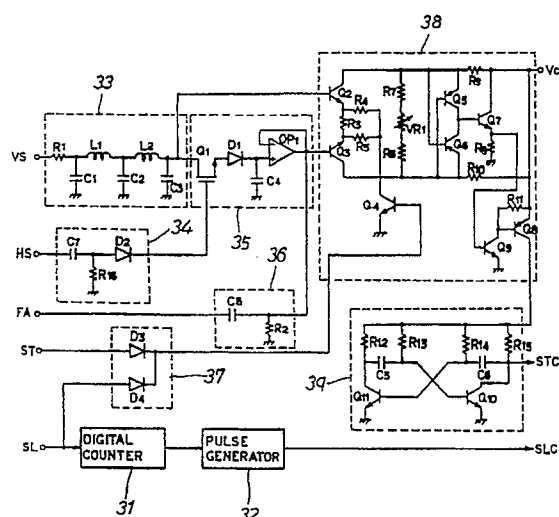 38
33
Vc
R9
Q2
R7
Q5
R4
Q7
R3
VR1
R1
L1
L2
Q1
D1
OP1
R5
Q6
R8
VS
Q3
R6
R10
C1
C2
C3
C4
R11
34
35
Q4
Q8
C7
D2
Q9
HS
R16
36
C8
FA
R2
39
D3
ST
R12
R13
R14
R15
37
C5
C6
STC
D4
Q11
Q10
SL
DIGITAL
COUNTER
PULSE
GENERATOR
SLC
31
32